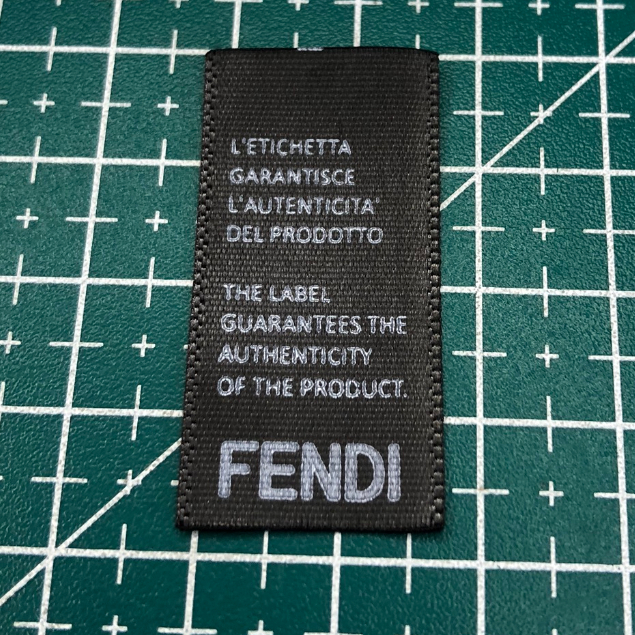 L'ETICHETTA
GARANTISCE
L'AUTENTICITA'
DEL PRODOTTO
THE LABEL
GUARANTEES THE
AUTHENTICITY
OF THE PRODUCT.
FENDI